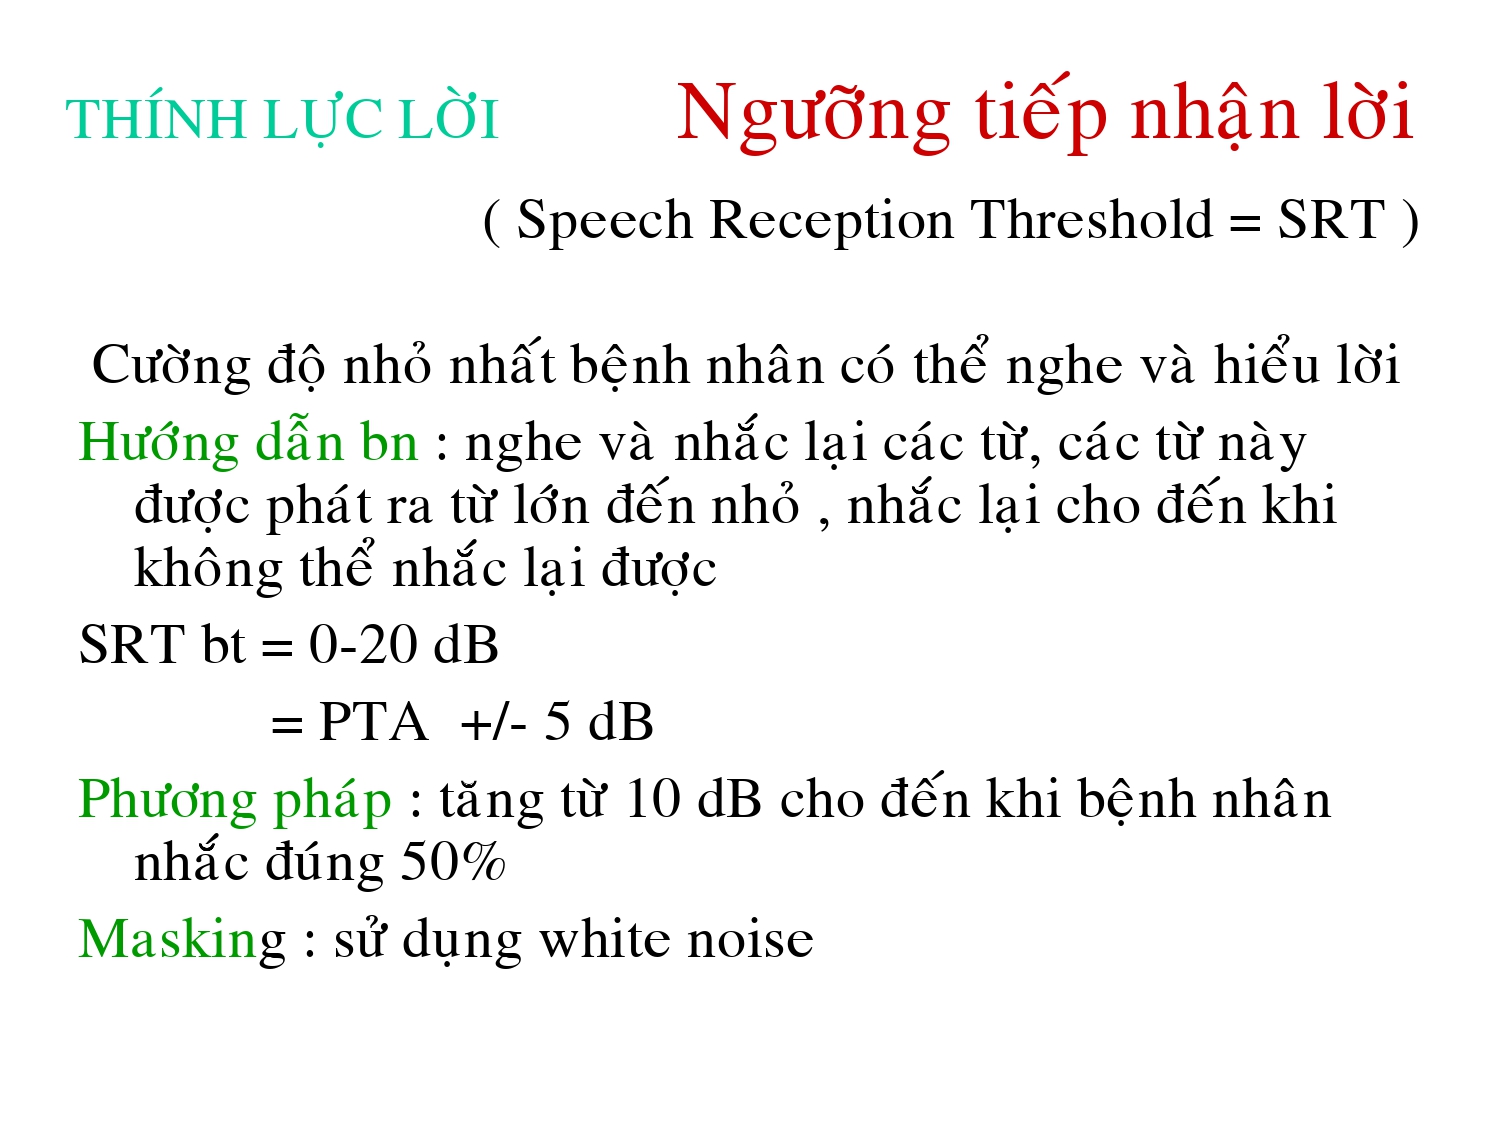 THÍNH LỰC LỜI Ngưỡng tiếp nhận lời
( Speech Reception Threshold = SRT )
Cường độ nhỏ nhất bệnh nhân có thể nghe và hiểu lời
Hướng dẫn bn : nghe và nhắc lại các từ, các từ này
được phát ra từ lớn đến nhỏ , nhắc lại cho đến khi
không thể nhắc lại được
SRT bt = 0-20 dB
= PTA +/- 5 dB
Phương pháp : tăng từ 10 dB cho đến khi bệnh nhân
nhắc đúng 50%
Masking : sử dụng white noise